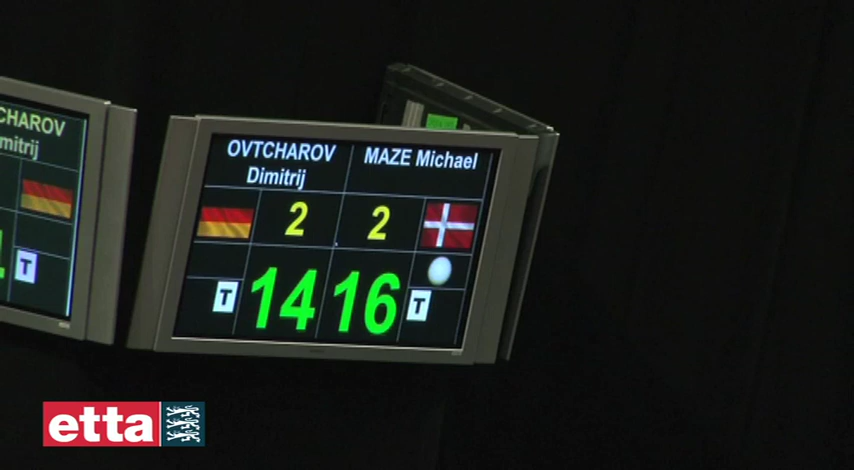 CHAROV
mitrij
T
OVTCHAROV
Dimitrij
MAZE Michael
2 2
T 14 16 T
etta